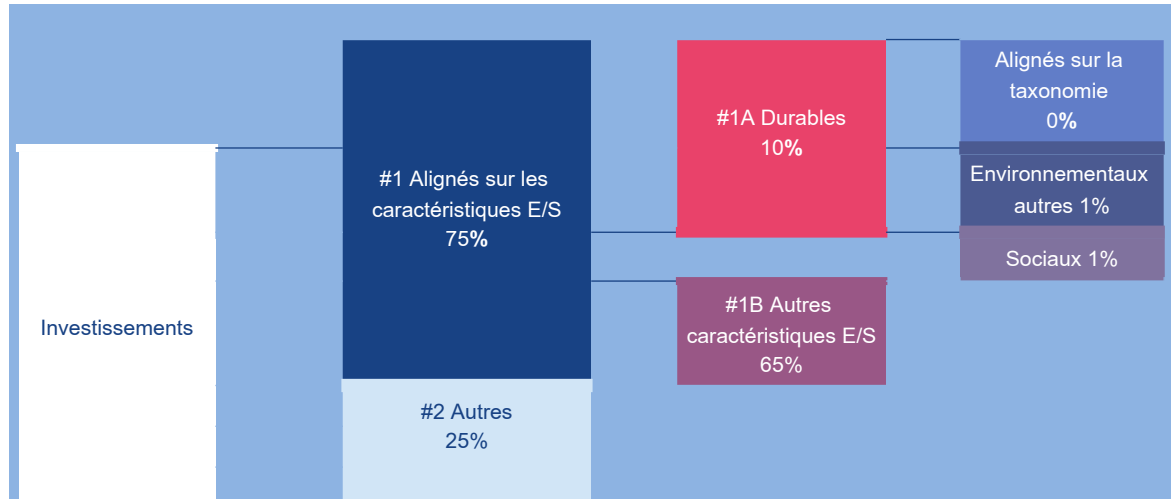 Investissements
#1 Alignés sur les
caractéristiques E/S
75%
#2 Autres
25%
#1A Durables
10%
#1B Autres
caractéristiques E/S
65%
Alignés sur la
taxonomie
0%
Environnementaux
autres 1%
Sociaux 1%